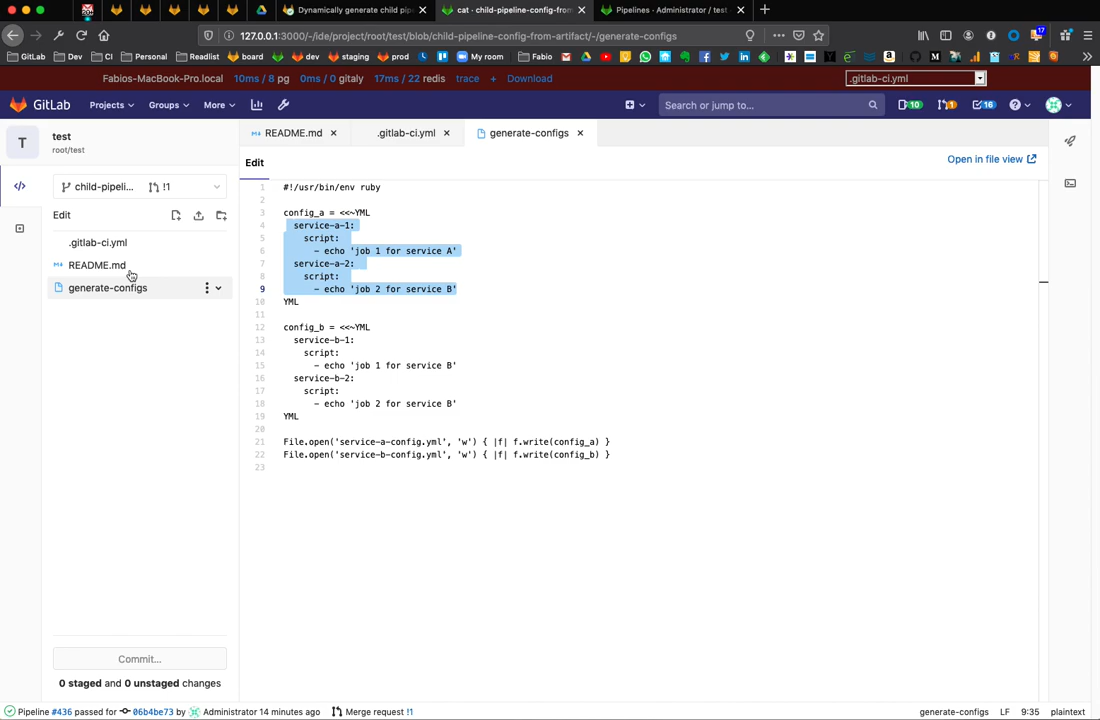 20+
Dynamically generate child pip
cat · child-pipeline-config-from
Pipelines · Administrator / test
127.0.0.1:3000/-/ide/project/root/test/blob/child-pipeline-config-from-artifact/-/generate-configs
17
GitLab
Dev
CI
Personal
Readlist
board
dev
staging
prod
My room
Fabio
Fabios-MacBook-Pro.local
10ms / 8 pg
0ms / 0 gitaly
17ms / 22 redis
trace
+
Download
.gitlab-ci.yml
GitLab
Projects
Groups
More
Search or jump to...
10
1
16
T
test
root/test
README.md
.gitlab-ci.yml
generate-configs
Edit
Open in file view
child-pipeli...
!1
Edit
.gitlab-ci.yml
README.md
generate-configs
1 #!/usr/bin/env ruby
2
3 config_a = <<~YML
4 service-a-1:
5 script:
6 - echo 'job 1 for service A'
7 service-a-2:
8 script:
9 - echo 'job 2 for service B'
10 YML
11
12 config_b = <<~YML
13 service-b-1:
14 script:
15 - echo 'job 1 for service B'
16 service-b-2:
17 script:
18 - echo 'job 2 for service B'
19 YML
20
21 File.open('service-a-config.yml', 'w') { |f| f.write(config_a) }
22 File.open('service-b-config.yml', 'w') { |f| f.write(config_b) }
23
Commit...
0 staged and 0 unstaged changes
Pipeline #436 passed for 06b4be73 by Administrator 14 minutes ago
Merge request !1
generate-configs
LF
9:35
plaintext